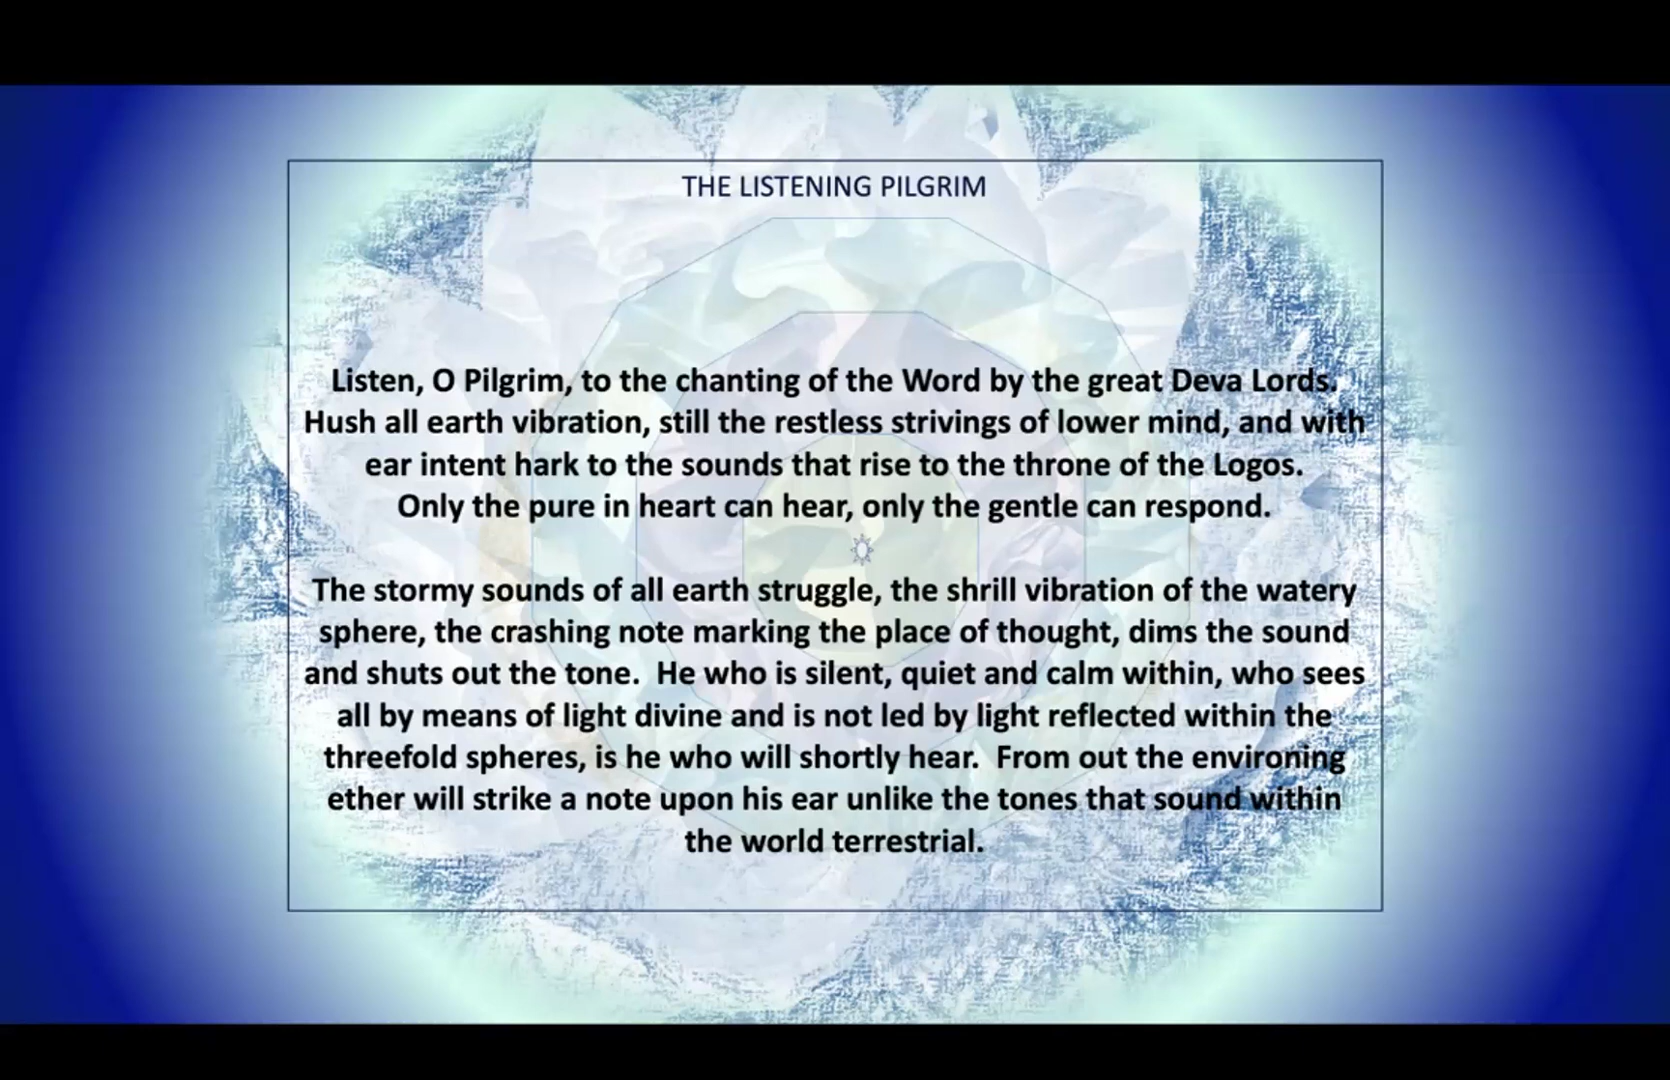 THE LISTENING PILGRIM
Listen, O Pilgrim, to the chanting of the Word by the great Deva Lords.
Hush all earth vibration, still the restless strivings of lower mind, and with
ear intent hark to the sounds that rise to the throne of the Logos.
Only the pure in heart can hear, only the gentle can respond.
The stormy sounds of all earth struggle, the shrill vibration of the watery
sphere, the crashing note marking the place of thought, dims the sound
and shuts out the tone.  He who is silent, quiet and calm within, who sees
all by means of light divine and is not led by light reflected within the
threefold spheres, is he who will shortly hear.  From out the environing
ether will strike a note upon his ear unlike the tones that sound within
the world terrestrial.